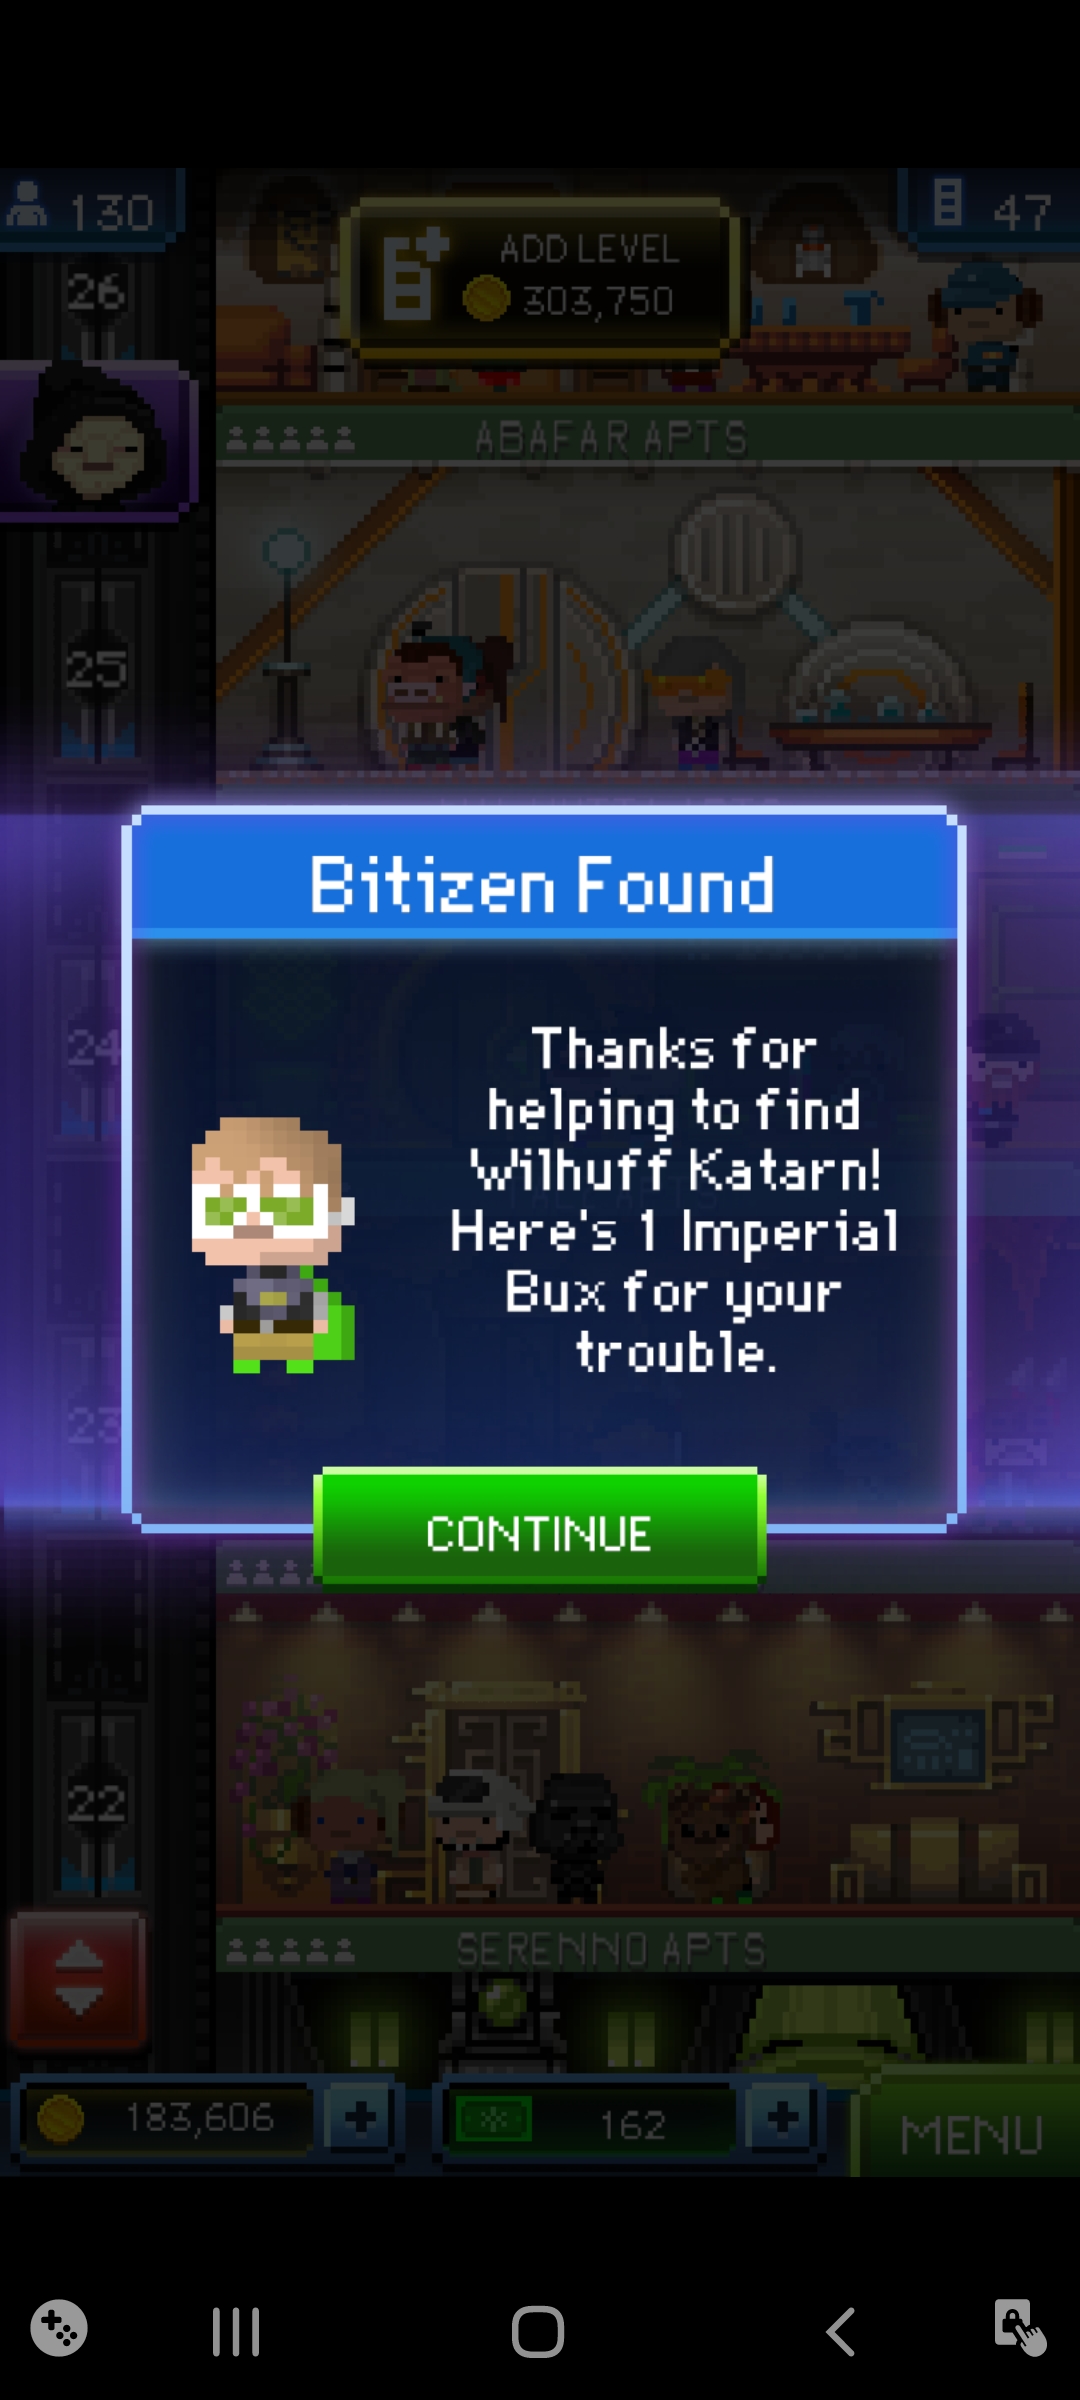 130
47
ADD LEVEL
303,750
26
ABAFAR APTS
25
Bitizen Found
Thanks for
helping to find
Wilhuff Katarn!
Here's 1 Imperial
Bux for your
trouble.
24
23
CONTINUE
22
SERENNO APTS
183,606
162
MENU